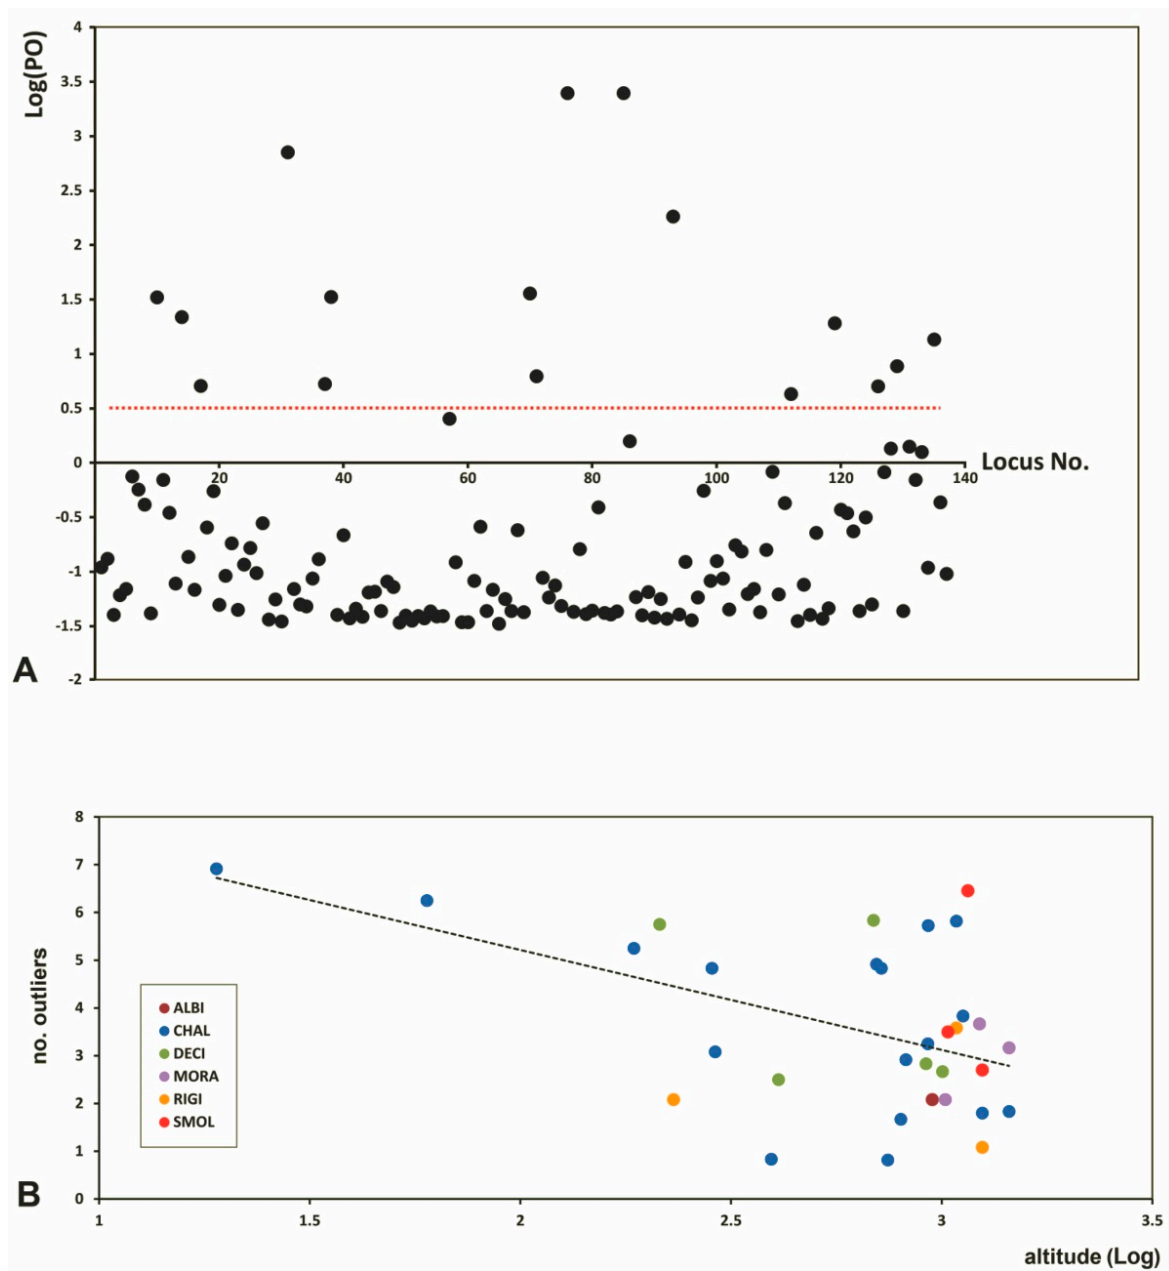 Log(PO)
4
3.5
3
2.5
2
1.5
1
0.5
0
-0.5
-1
-1.5
-2
20 40 60 80 100 120 140
Locus No.
A
no. outliers
8
7
6
5
4
3
2
1
0
ALBI
CHAL
DECI
MORA
RIGI
SMOL
B
1 1.5 2 2.5 3 3.5
altitude (Log)